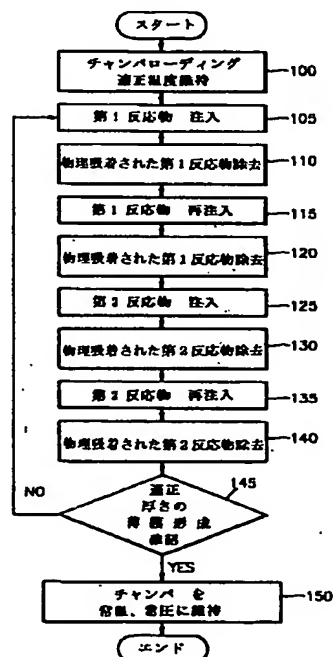 スタート
チャンバローディング
適正温度維持
100
第1反応物 注入
105
物理吸着された第1反応物除去
110
第1反応物 再注入
115
物理吸着された第1反応物除去
120
第2反応物 注入
125
物理吸着された第2反応物除去
130
第2反応物 再注入
135
物理吸着された第2反応物除去
140
適正
厚さの
薄膜形成
確認
145
NO
YES
チャンバを
常温、常圧に維持
150
エンド